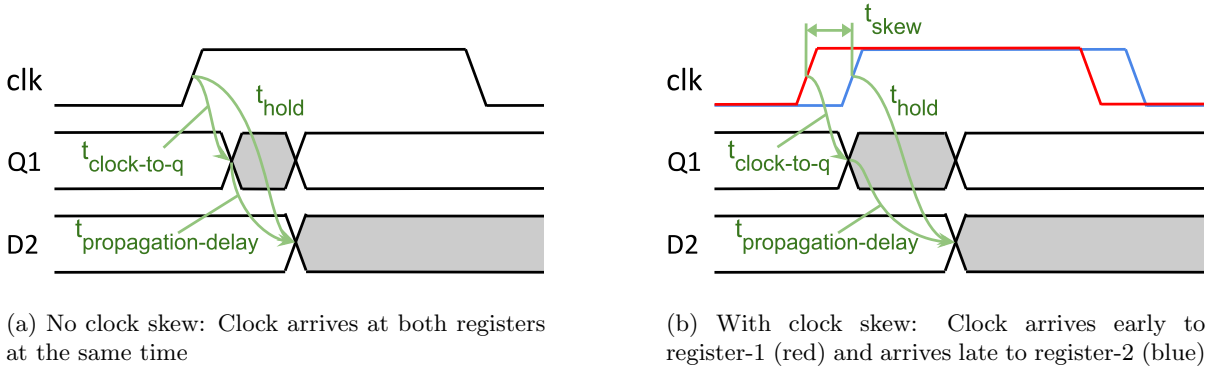 clk
t_hold
Q1
t_clock-to-q
D2
t_propagation-delay
(a) No clock skew: Clock arrives at both registers
at the same time
t_skew
clk
t_hold
Q1
t_clock-to-q
D2
t_propagation-delay
(b) With clock skew: Clock arrives early to
register-1 (red) and arrives late to register-2 (blue)